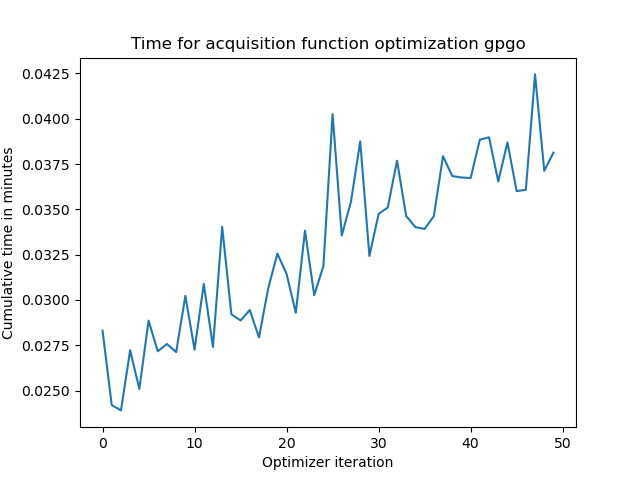 Time for acquisition function optimization gpgo
0.0425
0.0400
0.0375
0.0350
0.0325
0.0300
0.0275
0.0250
Cumulative time in minutes
0 10 20 30 40 50
Optimizer iteration